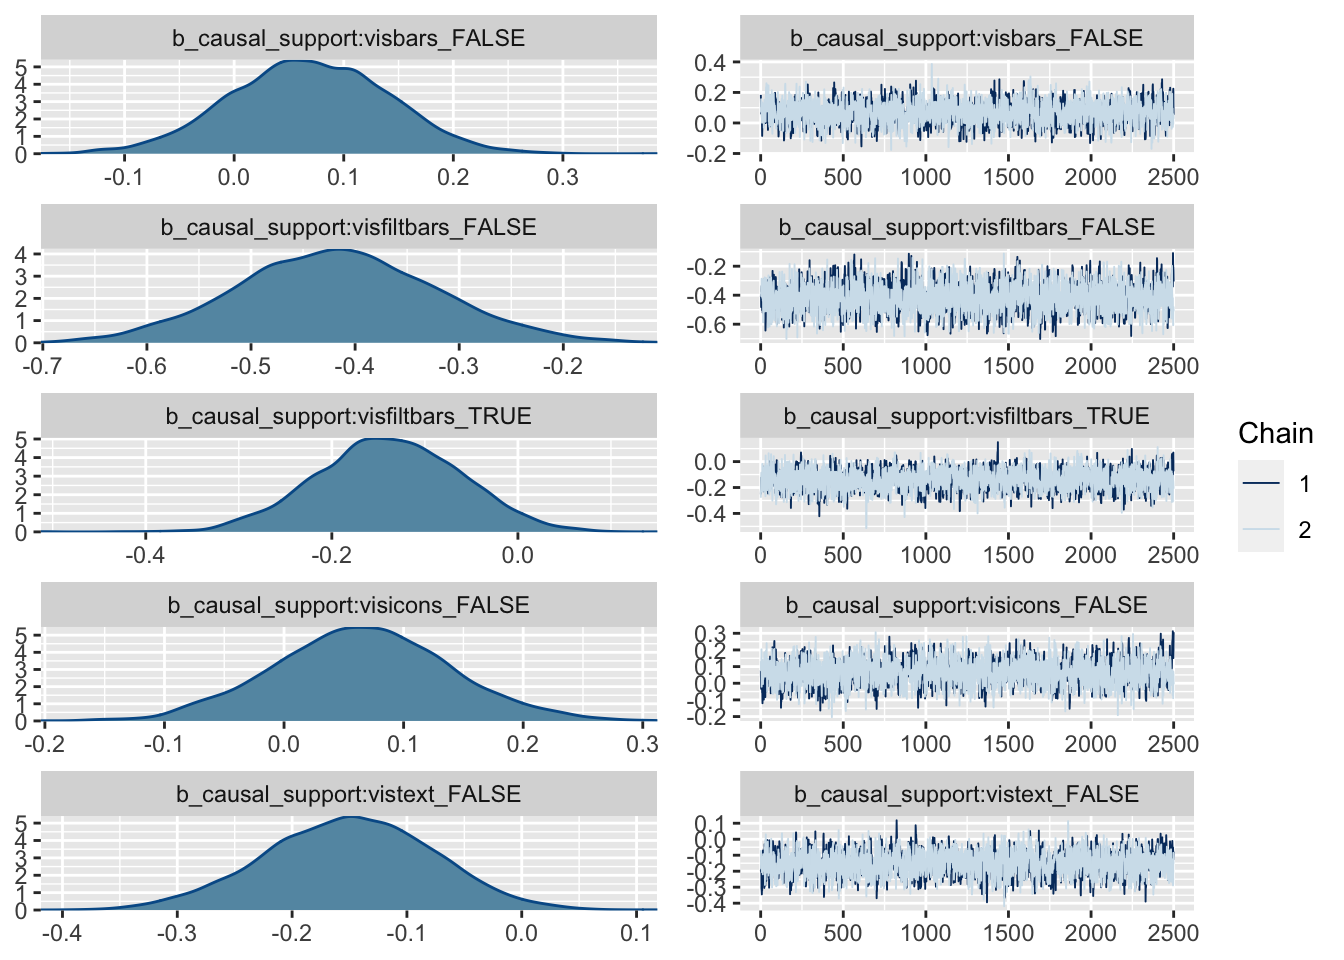 b_causal_support:visbars_FALSE
5
4
3
2
1
0
-0.1 0.0 0.1 0.2 0.3
b_causal_support:visbars_FALSE
0.4
0.2
0.0
-0.2
0 500 1000 1500 2000 2500
b_causal_support:visfiltbars_FALSE
4
3
2
1
0
-0.7 -0.6 -0.5 -0.4 -0.3 -0.2
b_causal_support:visfiltbars_FALSE
-0.2
-0.4
-0.6
0 500 1000 1500 2000 2500
b_causal_support:visfiltbars_TRUE
5
4
3
2
1
0
-0.4 -0.2 0.0
b_causal_support:visfiltbars_TRUE
0.0
-0.2
-0.4
0 500 1000 1500 2000 2500
b_causal_support:visicons_FALSE
5
4
3
2
1
0
-0.2 -0.1 0.0 0.1 0.2 0.3
b_causal_support:visicons_FALSE
0.3
0.2
0.1
0.0
-0.1
-0.2
0 500 1000 1500 2000 2500
b_causal_support:vistext_FALSE
5
4
3
2
1
0
-0.4 -0.3 -0.2 -0.1 0.0 0.1
b_causal_support:vistext_FALSE
0.1
0.0
-0.1
-0.2
-0.3
-0.4
0 500 1000 1500 2000 2500
Chain
1
2